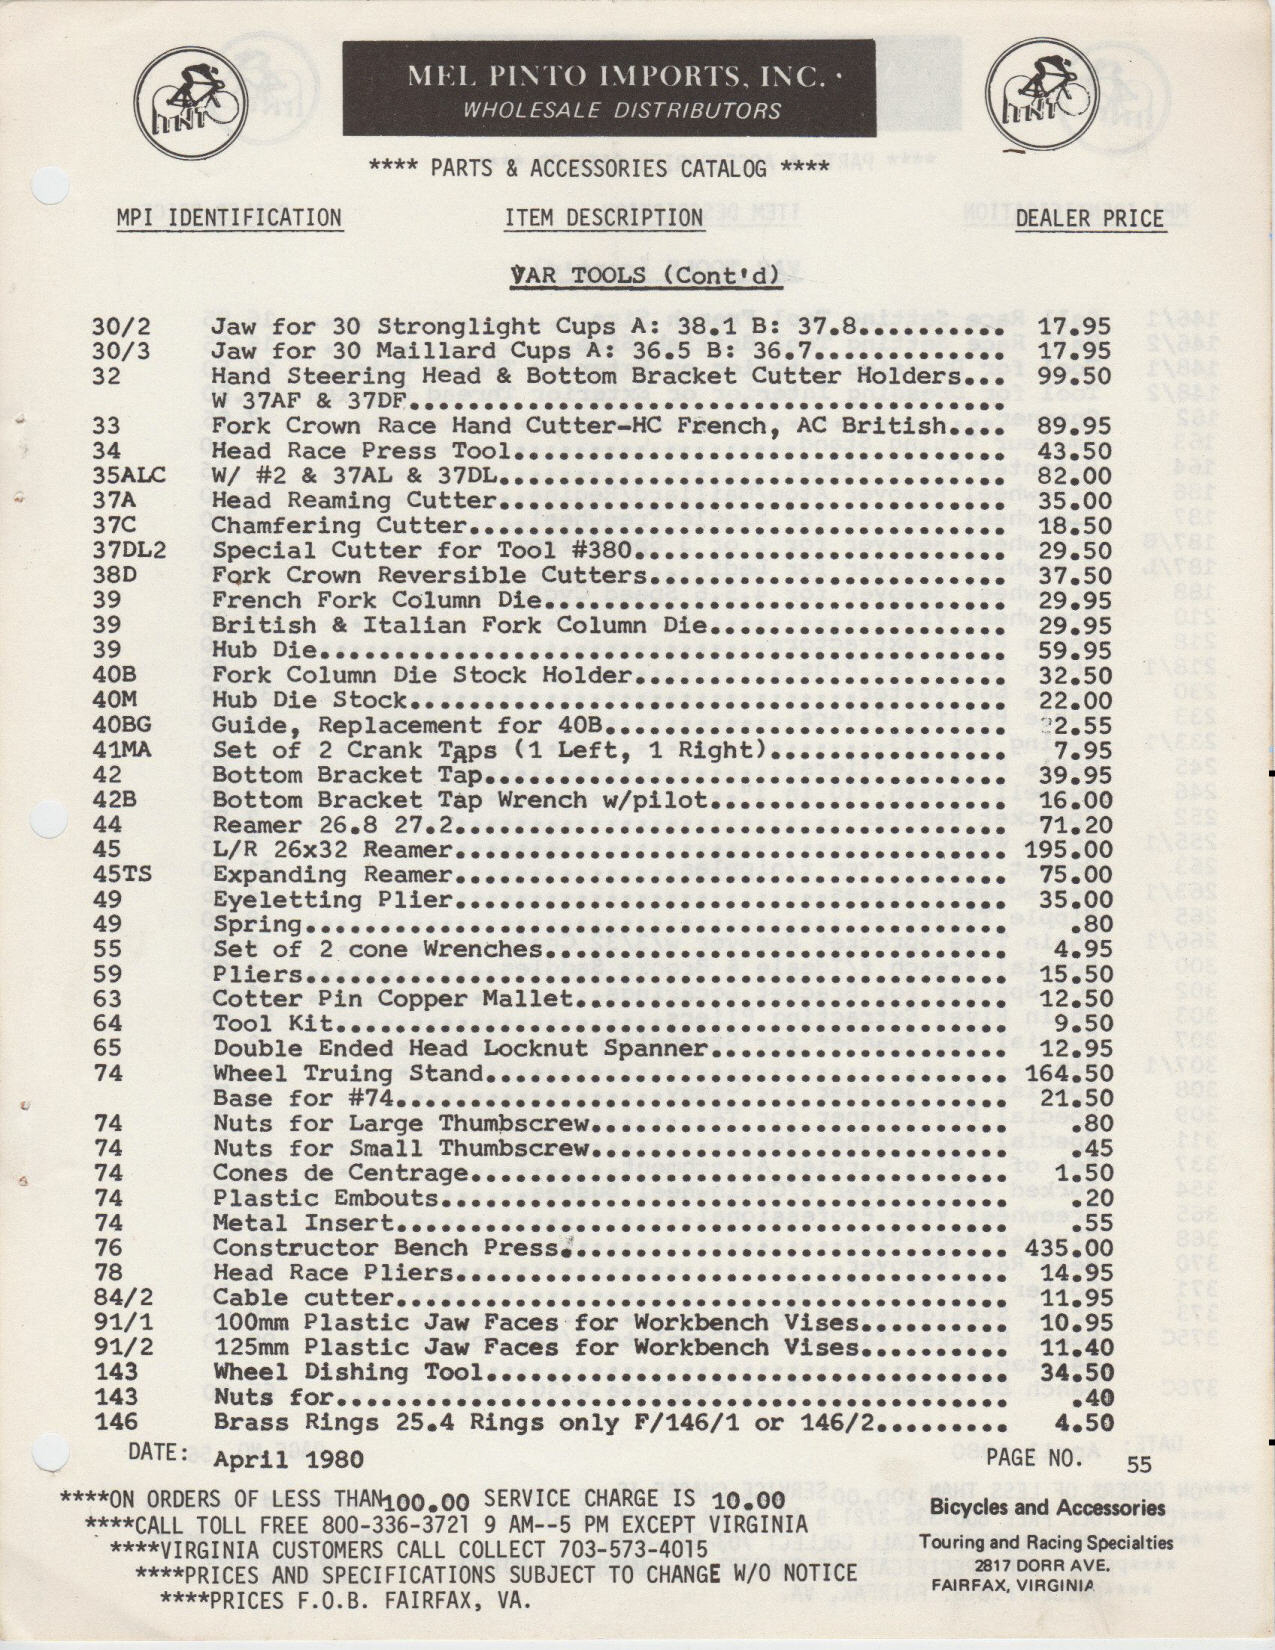 MEL PINTO IMPORTS, INC.
WHOLESALE DISTRIBUTORS
**** PARTS & ACCESSORIES CATALOG ****
MPI IDENTIFICATION ITEM DESCRIPTION DEALER PRICE
VAR TOOLS (Cont'd)
30/2 Jaw for 30 Stronglight Cups A: 38.1 B: 37.8.......... 17.95
30/3 Jaw for 30 Maillard Cups A: 36.5 B: 36.7............. 17.95
32 Hand Steering Head & Bottom Bracket Cutter Holders... 99.50
W 37AF & 37DF........................................
33 Fork Crown Race Hand Cutter-HC French, AC British.... 89.95
34 Head Race Press Tool................................. 43.50
35ALC W/ #2 & 37AL & 37DL.................................. 82.00
37A Head Reaming Cutter.................................. 35.00
37C Chamfering Cutter.................................... 18.50
37DL2 Special Cutter for Tool #380......................... 29.50
38D Fork Crown Reversible Cutters........................ 37.50
39 French Fork Column Die............................... 29.95
39 British & Italian Fork Column Die.................... 29.95
39 Hub Die.............................................. 59.95
40B Fork Column Die Stock Holder......................... 32.50
40M Hub Die Stock........................................ 22.00
40BG Guide, Replacement for 40B........................... 2.55
41MA Set of 2 Crank Taps (1 Left, 1 Right)................ 7.95
42 Bottom Bracket Tap................................... 39.95
42B Bottom Bracket Tap Wrench w/pilot.................... 16.00
44 Reamer 26.8 27.2..................................... 71.20
45 L/R 26x32 Reamer..................................... 195.00
45TS Expanding Reamer..................................... 75.00
49 Eyeletting Plier..................................... 35.00
49 Spring............................................... .80
55 Set of 2 cone Wrenches............................... 4.95
59 Pliers............................................... 15.50
63 Cotter Pin Copper Mallet............................. 12.50
64 Tool Kit............................................. 9.50
65 Double Ended Head Locknut Spanner.................... 12.95
74 Wheel Truing Stand................................... 164.50
Base for #74......................................... 21.50
74 Nuts for Large Thumbscrew............................ .80
74 Nuts for Small Thumbscrew............................ .45
74 Cones de Centrage.................................... 1.50
74 Plastic Embouts...................................... .20
74 Metal Insert......................................... .55
76 Constructor Bench Press.............................. 435.00
78 Head Race Pliers..................................... 14.95
84/2 Cable cutter......................................... 11.95
91/1 100mm Plastic Jaw Faces for Workbench Vises.......... 10.95
91/2 125mm Plastic Jaw Faces for Workbench Vises.......... 11.40
143 Wheel Dishing Tool................................... 34.50
143 Nuts for............................................. .40
146 Brass Rings 25.4 Rings only F/146/1 or 146/2......... 4.50
DATE: April 1980 PAGE NO. 55
****ON ORDERS OF LESS THAN 100.00 SERVICE CHARGE IS 10.00
****CALL TOLL FREE 800-336-3721 9 AM--5 PM EXCEPT VIRGINIA
****VIRGINIA CUSTOMERS CALL COLLECT 703-573-4015
****PRICES AND SPECIFICATIONS SUBJECT TO CHANGE W/O NOTICE
****PRICES F.O.B. FAIRFAX, VA.
Bicycles and Accessories
Touring and Racing Specialties
2817 DORR AVE.
FAIRFAX, VIRGINIA